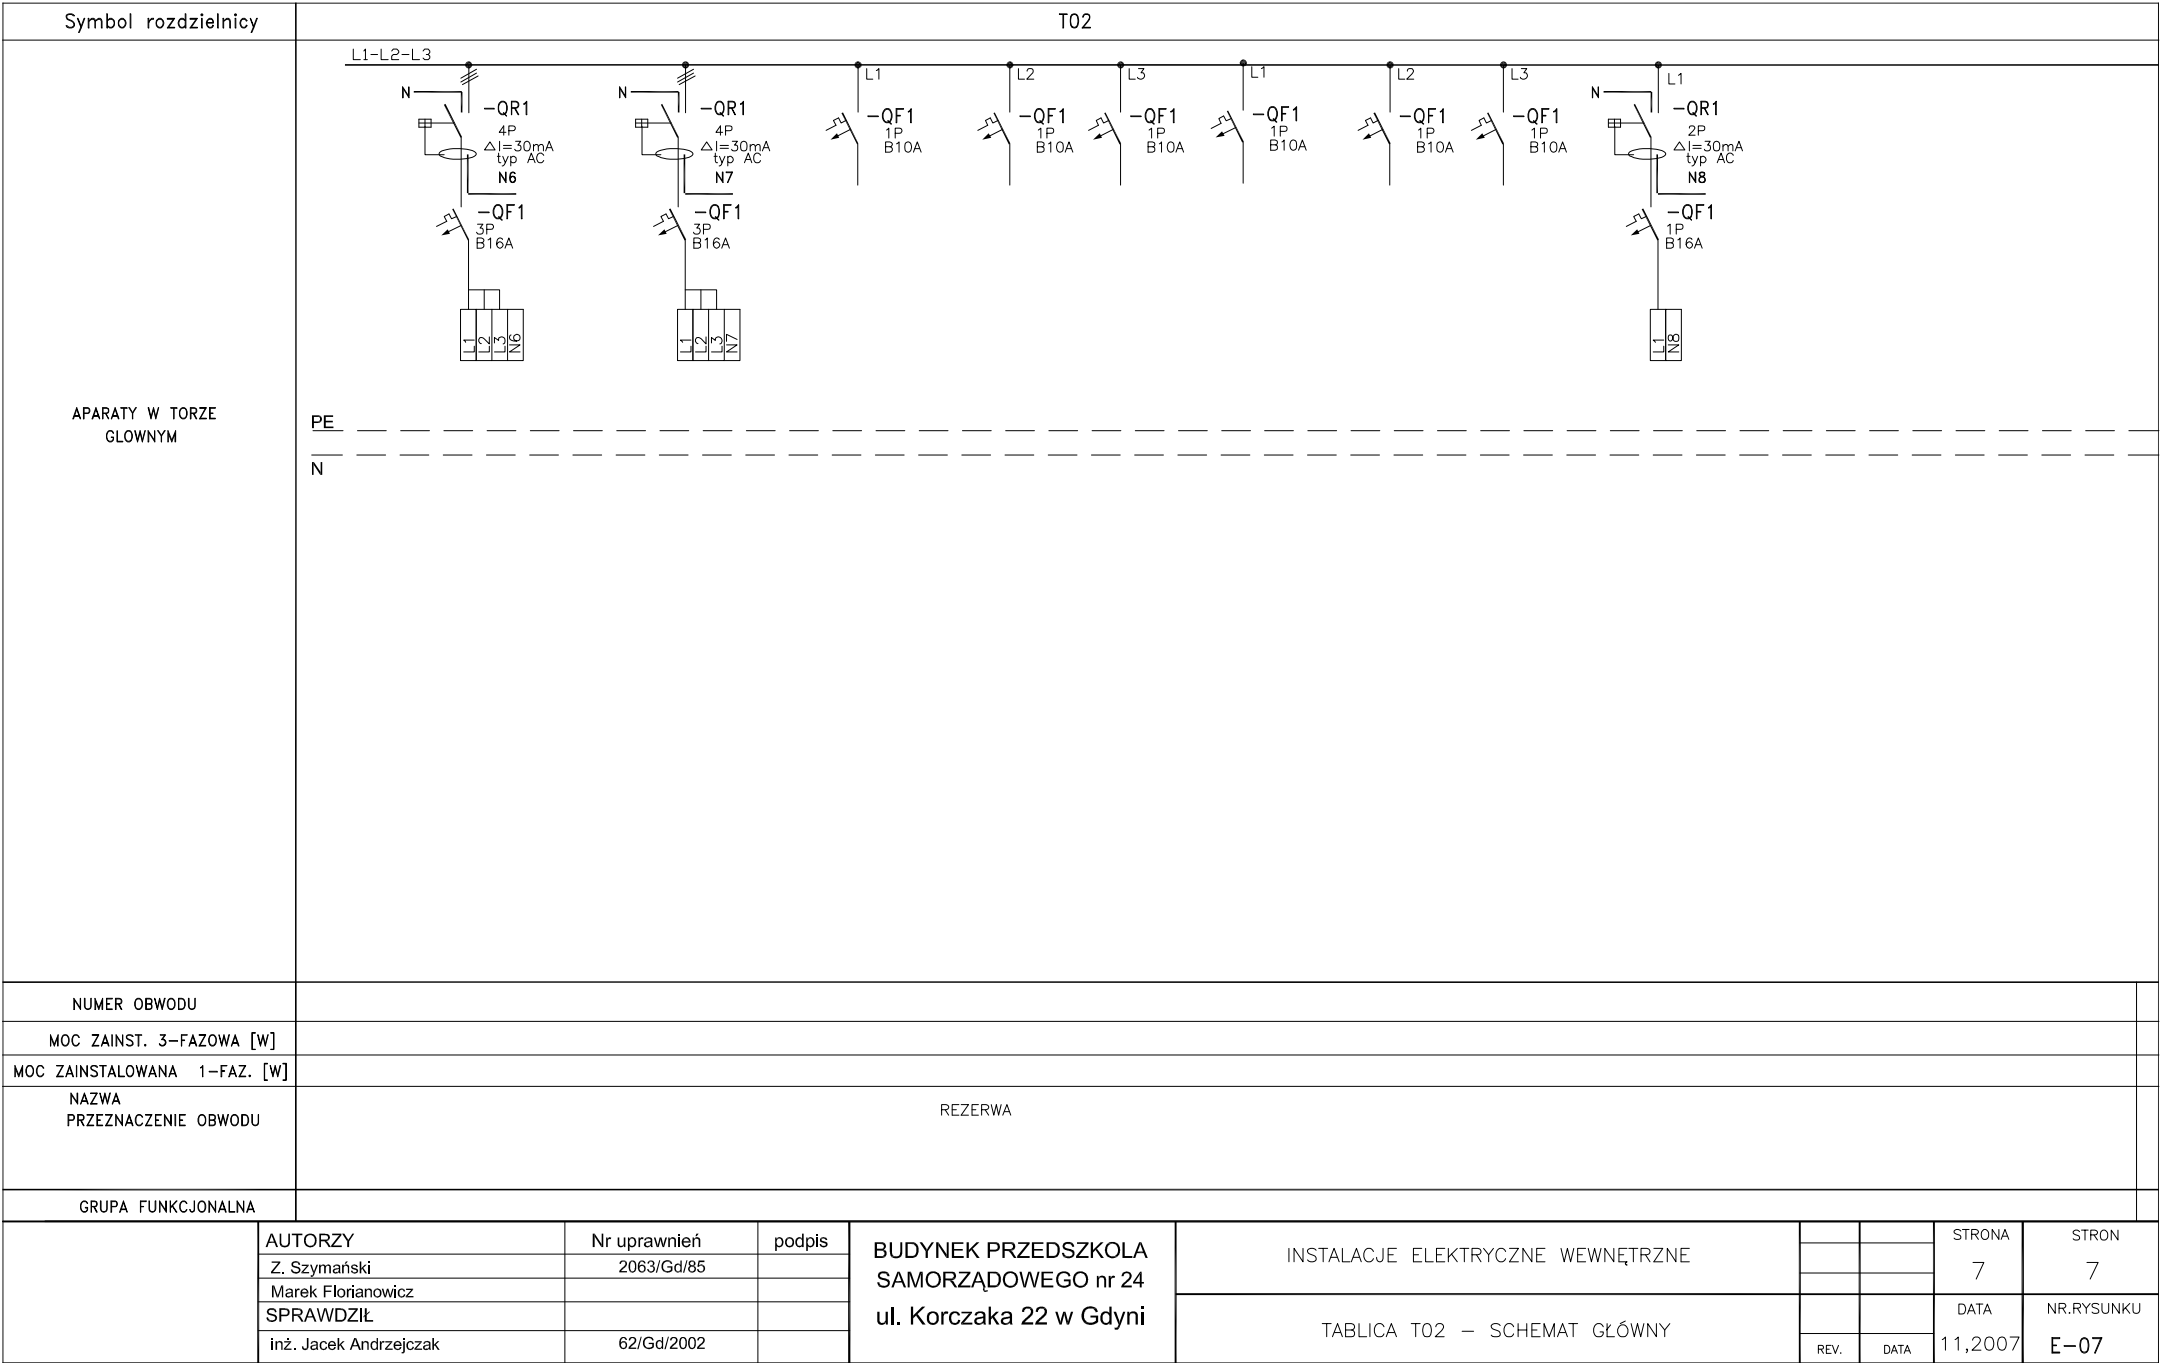 Symbol rozdzielnicy
T02
L1-L2-L3
L1
L2
L3
L1
L2
L3
L1
N
-QR1
4P
△I=30mA
typ AC
N6
-QF1
3P
B16A
L1
L2
L3
N6
N
-QR1
4P
△I=30mA
typ AC
N7
-QF1
3P
B16A
L1
L2
L3
N7
-QF1
1P
B10A
-QF1
1P
B10A
-QF1
1P
B10A
-QF1
1P
B10A
-QF1
1P
B10A
-QF1
1P
B10A
N
-QR1
2P
△I=30mA
typ AC
N8
-QF1
1P
B16A
L1
N8
APARATY W TORZE
GLOWNYM
PE
N
NUMER OBWODU
MOC ZAINST. 3-FAZOWA [W]
MOC ZAINSTALOWANA 1-FAZ. [W]
NAZWA
PRZEZNACZENIE OBWODU
REZERWA
GRUPA FUNKCJONALNA
AUTORZY
Nr uprawnień
podpis
Z. Szymański
2063/Gd/85
Marek Florianowicz
SPRAWDZIŁ
inż. Jacek Andrzejczak
62/Gd/2002
BUDYNEK PRZEDSZKOLA
SAMORZĄDOWEGO nr 24
ul. Korczaka 22 w Gdyni
INSTALACJE ELEKTRYCZNE WEWNĘTRZNE
TABLICA T02 - SCHEMAT GŁÓWNY
REV.
DATA
STRONA
7
STRON
7
DATA
11,2007
NR.RYSUNKU
E-07